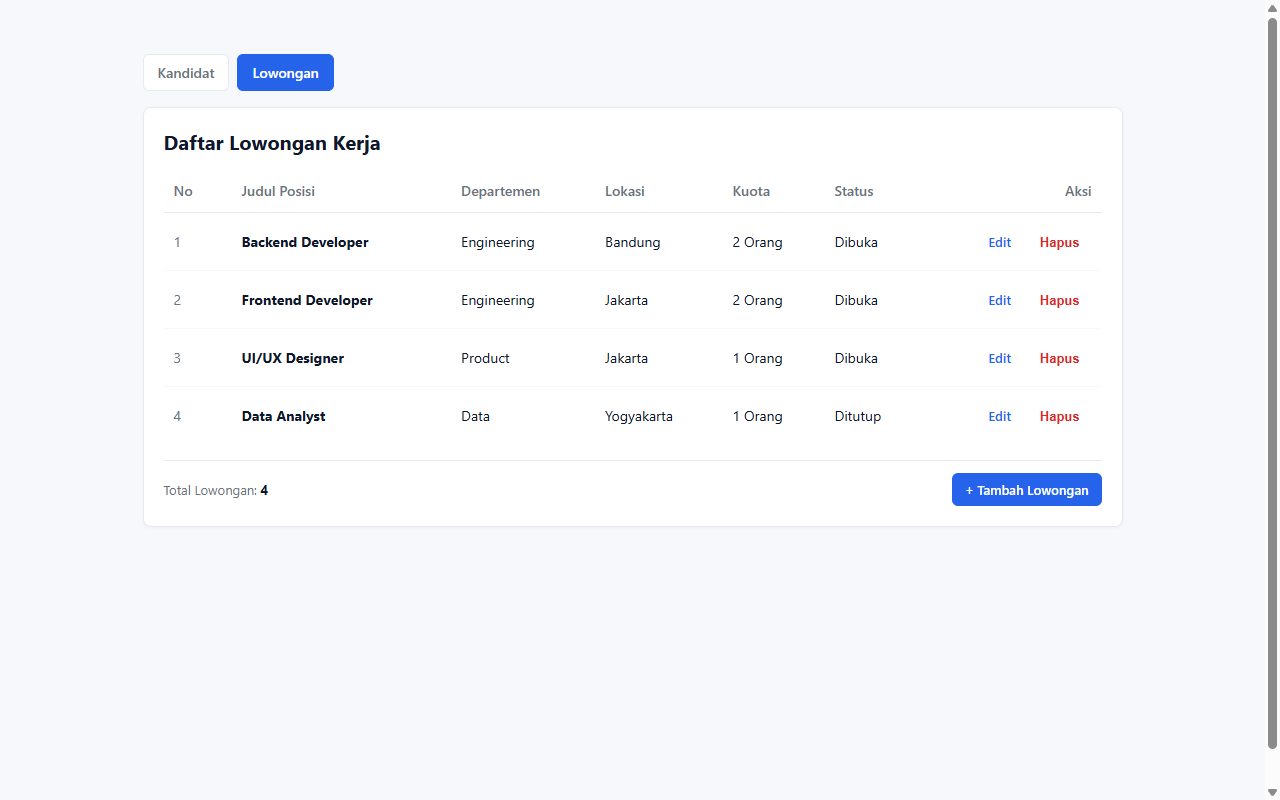 Kandidat Lowongan
Daftar Lowongan Kerja
No Judul Posisi Departemen Lokasi Kuota Status Aksi
1 Backend Developer Engineering Bandung 2 Orang Dibuka Edit Hapus
2 Frontend Developer Engineering Jakarta 2 Orang Dibuka Edit Hapus
3 UI/UX Designer Product Jakarta 1 Orang Dibuka Edit Hapus
4 Data Analyst Data Yogyakarta 1 Orang Ditutup Edit Hapus
Total Lowongan: 4 + Tambah Lowongan